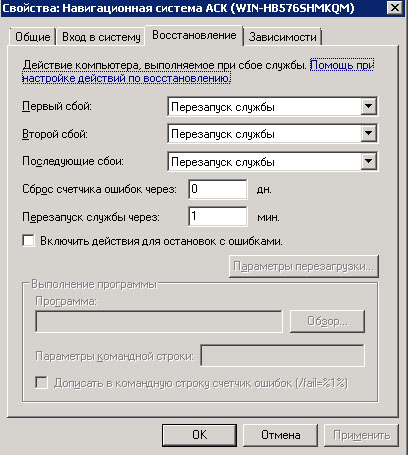 Свойства: Навигационная система АСК (WIN-HB576SHMKQM)
Общие Вход в систему Восстановление Зависимости
Действие компьютера, выполняемое при сбое службы. Помощь при
настройке действий по восстановлению.
Первый сбой: Перезапуск службы
Второй сбой: Перезапуск службы
Последующие сбои: Перезапуск службы
Сброс счетчика ошибок через: 0 дн.
Перезапуск службы через: 1 мин.
Включить действия для остановок с ошибками.
Параметры перезагрузки...
Выполнение программы
Программа:
Обзор...
Параметры командной строки:
Дописать в командную строку счетчик ошибок (/fail=%1%)
ОК Отмена Применить